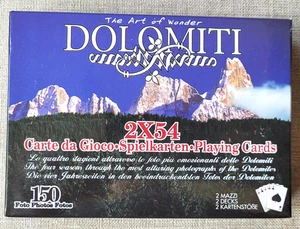 The Art of Wonder
DOLOMITI
2X54
Carte da Gioco·Spielkarten·Playing Cards
Le quattro stagioni attraverso le foto più emozionanti delle Dolomiti
The four seasons through the most alluring photographs of the Dolomites
Die vier Jahreszeiten in den beeindruckendsten Fotos der Dolomiten
150
Foto Photos Fotos
2 MAZZI
2 DECKS
2 KARTENSTÖßE